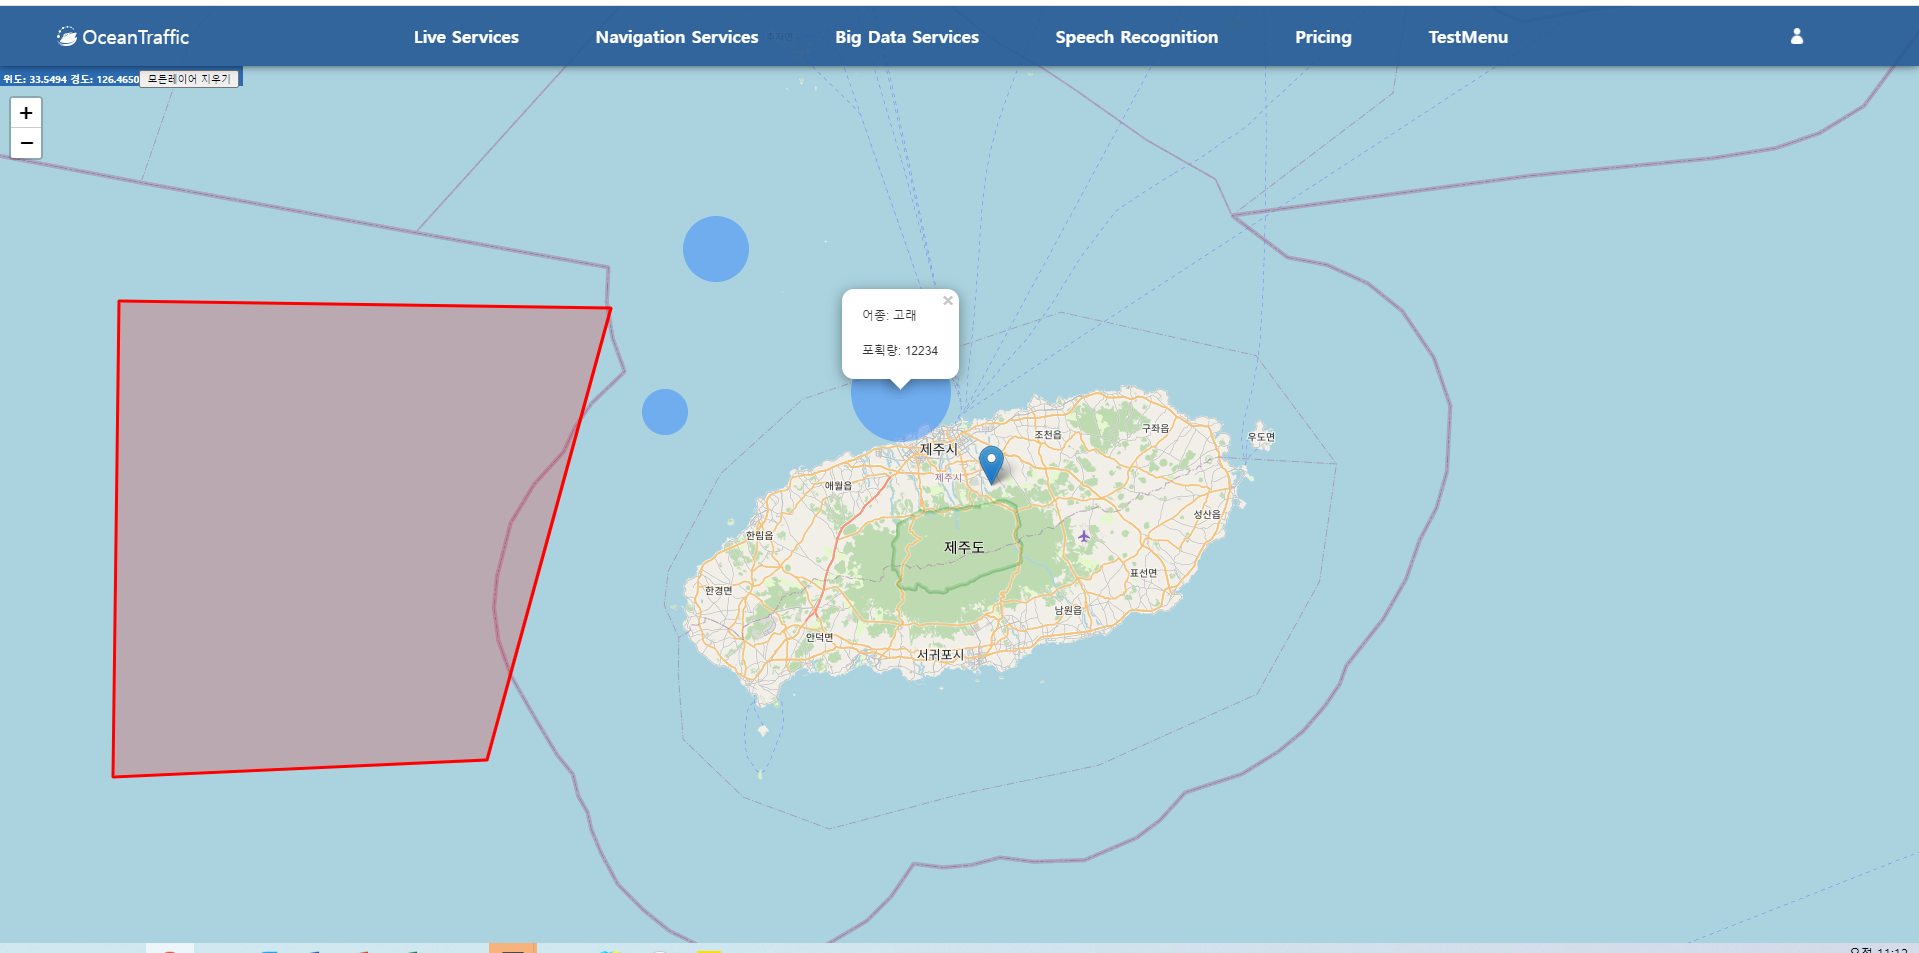 OceanTraffic
Live Services
Navigation Services
Big Data Services
Speech Recognition
Pricing
TestMenu
위도: 33.5494 경도: 126.4650
모든레이어 지우기
+
−
어종: 고래
×
포획량: 12234
제주시
제주시
조천읍
구좌읍
우도면
애월읍
성산읍
한림읍
제주도
표선면
한경면
남원읍
안덕면
서귀포시